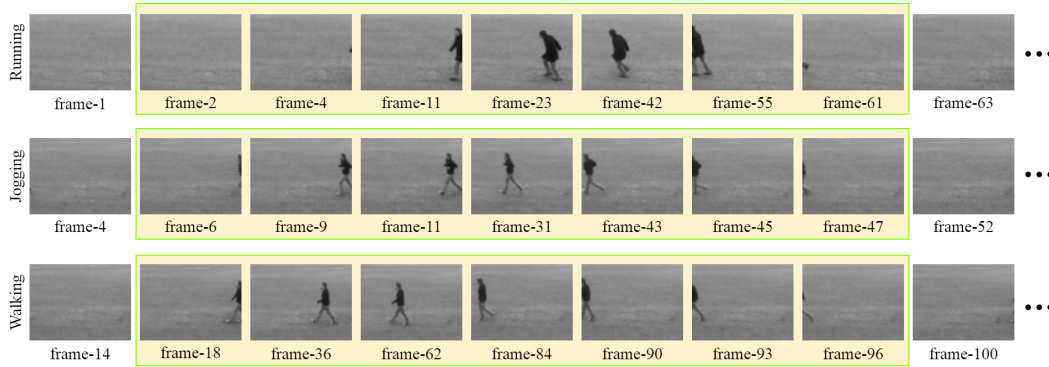 Running
frame-1 frame-2 frame-4 frame-11 frame-23 frame-42 frame-55 frame-61 frame-63
Jogging
frame-4 frame-6 frame-9 frame-11 frame-31 frame-43 frame-45 frame-47 frame-52
Walking
frame-14 frame-18 frame-36 frame-62 frame-84 frame-90 frame-93 frame-96 frame-100